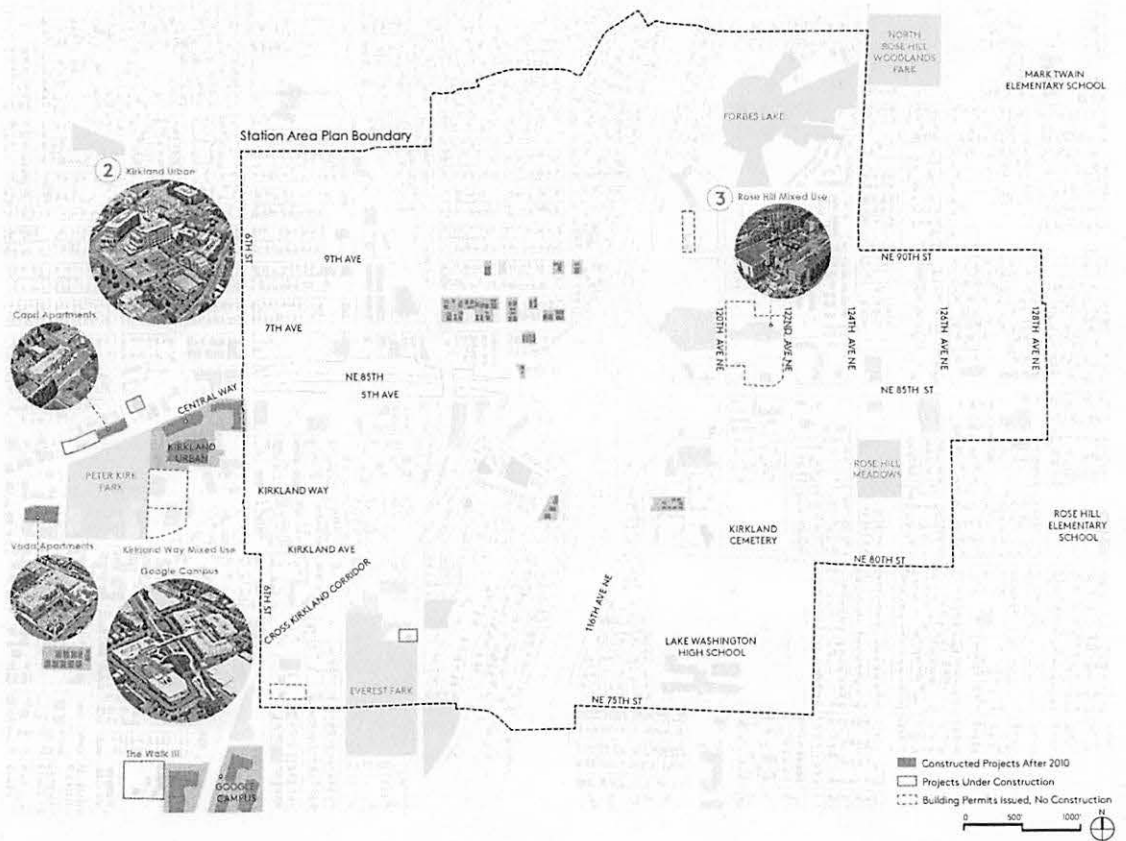 NORTH
ROSE HILL
WOODLANDS
PARK
MARK TWAIN
ELEMENTARY SCHOOL
FORBES LAKE
Station Area Plan Boundary
2 Kirkland Urban
3 Rose Hill Mixed Use
6TH ST
9TH AVE
NE 90TH ST
Capri Apartments
7TH AVE
120TH AVE NE
122ND AVE NE
124TH AVE NE
126TH AVE NE
128TH AVE NE
NE 85TH
5TH AVE
NE 85TH ST
CENTRAL WAY
KIRKLAND
URBAN
PETER KIRK
PARK
ROSE HILL
MEADOWS
KIRKLAND WAY
KIRKLAND
CEMETERY
ROSE HILL
ELEMENTARY
SCHOOL
Voda Apartments
Kirkland Way Mixed Use
KIRKLAND AVE
NE 80TH ST
Google Campus
6TH ST
CROSS KIRKLAND CORRIDOR
116TH AVE NE
LAKE WASHINGTON
HIGH SCHOOL
EVEREST PARK
NE 75TH ST
The Walk III
GOOGLE
CAMPUS
Constructed Projects After 2010
Projects Under Construction
Building Permits Issued, No Construction
0 500' 1000'
N